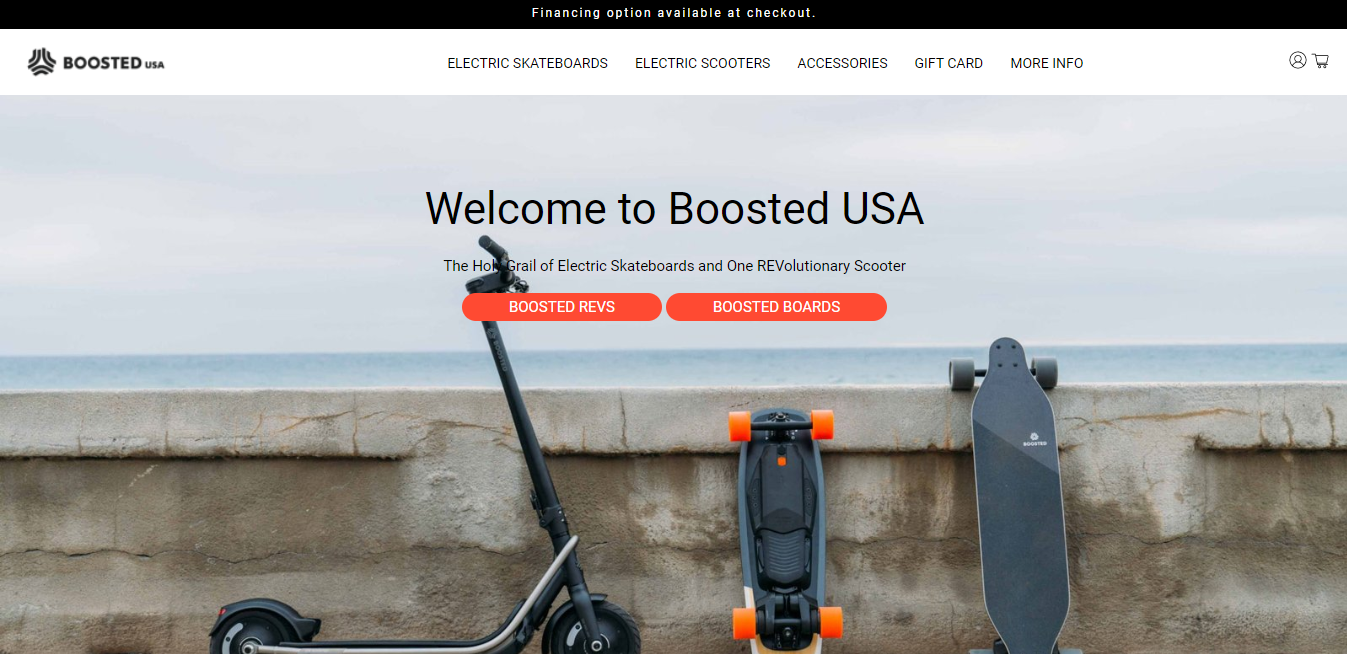 Financing option available at checkout.
BOOSTED USA
ELECTRIC SKATEBOARDS ELECTRIC SCOOTERS ACCESSORIES GIFT CARD MORE INFO
Welcome to Boosted USA
The Holy Grail of Electric Skateboards and One REVolutionary Scooter
BOOSTED REVS BOOSTED BOARDS
BOOSTED
BOOSTED